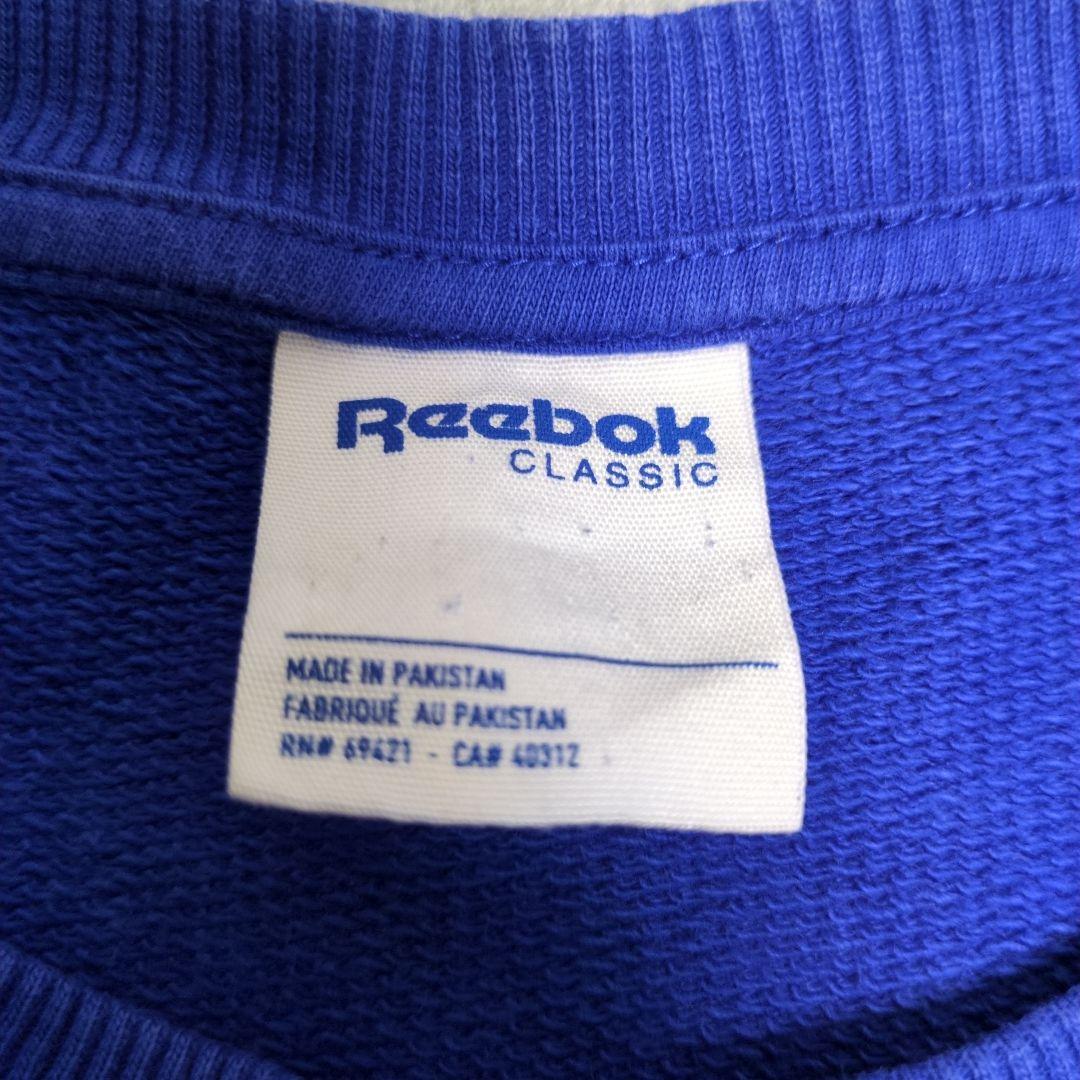 Reebok
CLASSIC
MADE IN PAKISTAN
FABRIQUÉ AU PAKISTAN
RN# 69421 - CA# 40312